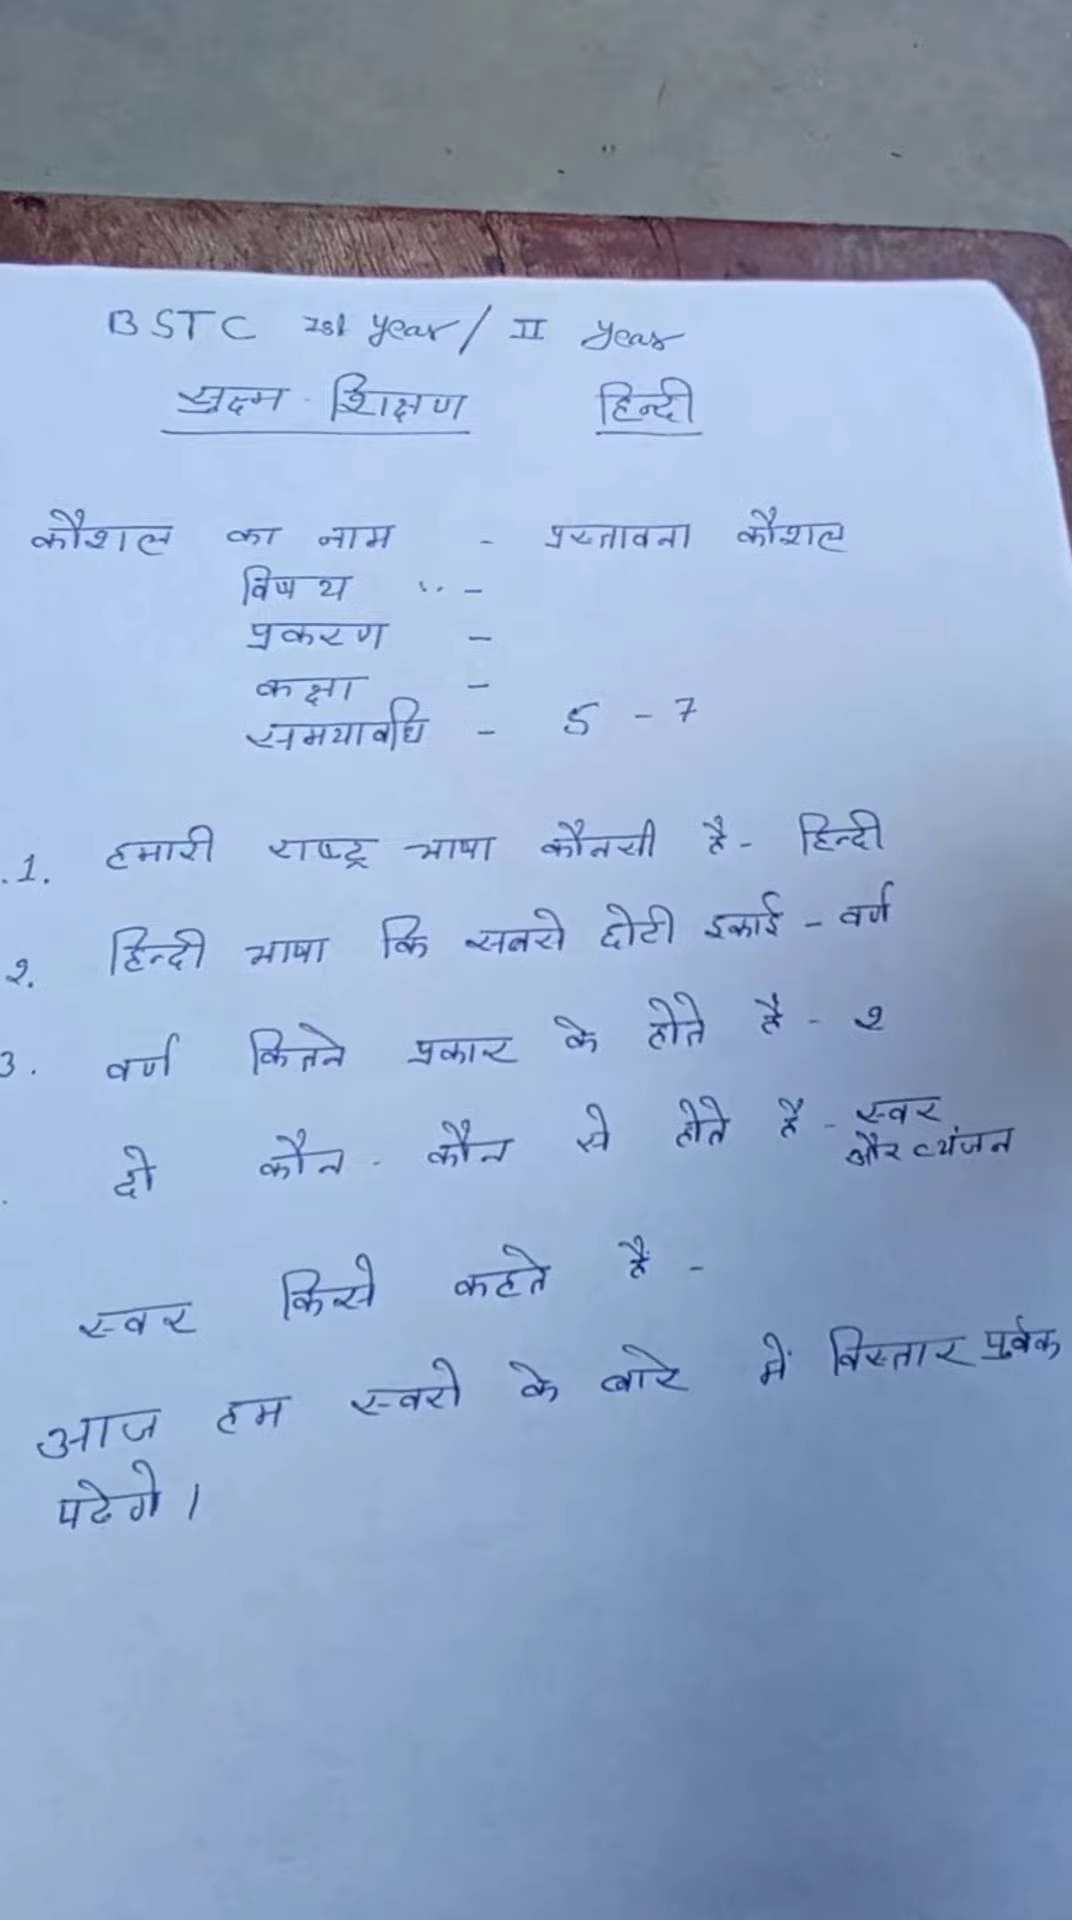 BSTC Ist year / II year
सूक्ष्म - शिक्षण हिन्दी
कौशल का नाम - प्रस्तावना कौशल
विषय ,, -
प्रकरण -
कक्षा -
समयावधि - 5 - 7
1. हमारी राष्ट्र भाषा कौनसी है - हिन्दी
2. हिन्दी भाषा कि सबसे छोटी इकाई - वर्ण
3. वर्ण कितने प्रकार के होते है - 2
दो कौन - कौन से होते है - स्वर
और व्यंजन
स्वर किसे कहते हैं -
आज हम स्वरो के बारे में विस्तार पुर्वक
पढेगे।